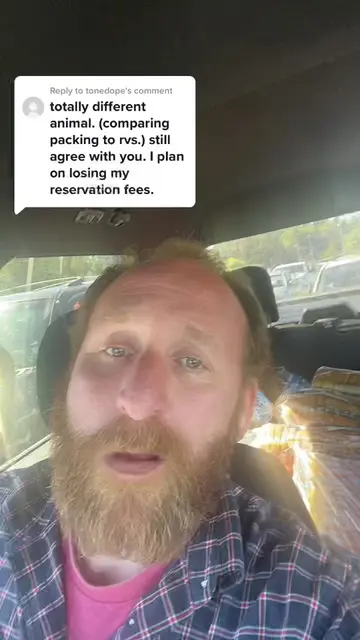 Reply to tonedope's comment
totally different
animal. (comparing
packing to rvs.) still
agree with you. I plan
on losing my
reservation fees.